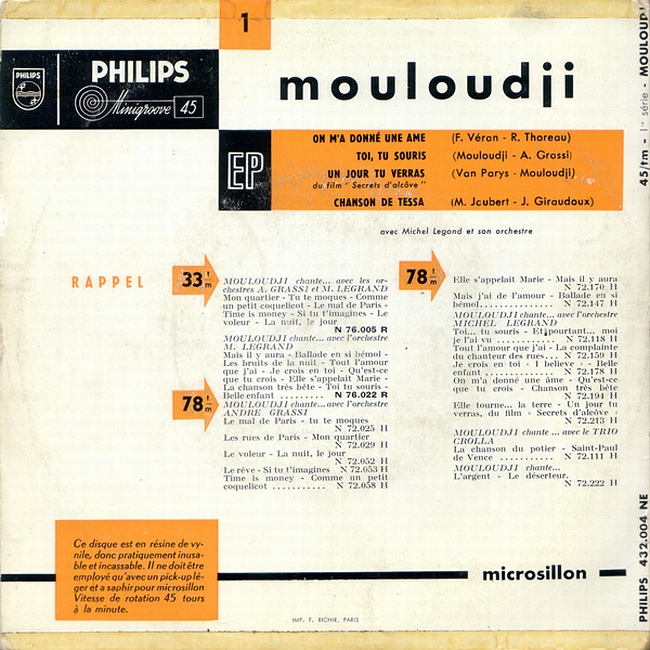 1
PHILIPS
PHILIPS
Minigroove 45
mouloudji
EP
ON M'A DONNÉ UNE AME (F. Véran - R. Thoreau)
TOI, TU SOURIS (Mouloudji - A. Grassi)
UN JOUR TU VERRAS (Van Parys - Mouloudji)
du film "Secrets d'alcôve"
CHANSON DE TESSA (M. Jcubert - J. Giraudoux)
avec Michel Legand et son orchestre
RAPPEL
33 t/m
MOULOUDJI chante... avec les or-
chestres A. GRASSI et M. LEGRAND
Mon quartier - Tu te moques - Comme
un petit coquelicot - Le mal de Paris -
Time is money - Si tu t'imagines - Le
voleur - La nuit, le jour
N 76.005 R
MOULOUDJI chante... avec l'orchestre
M. LEGRAND
Mais il y aura - Ballade en si bémol -
Les bruits de la nuit - Tout l'amour
que j'ai - Je crois en toi - Qu'est-ce
que tu crois - Elle s'appelait Marie -
La chanson très bête - Toi tu souris -
Belle enfant ......... N 76.022 R
78 t/m
MOULOUDJI chante... avec l'orchestre
ANDRE GRASSI
Le mal de Paris - tu te moques
N 72.025 H
Les rues de Paris - Mon quartier
N 72.029 H
Le voleur - La nuit, le jour
N 72.052 H
Le rêve - Si tu t'imagines N 72.053 H
Time is money - Comme un petit
coquelicot ........... N 72.058 H
78 t/m
Elle s'appelait Marie - Mais il y aura
N 72.170 H
Mais j'ai de l'amour - Ballade en si
bémol................ N 72.147 H
MOULOUDJI chante... avec l'orchestre
MICHEL LEGRAND
Toi... tu souris - Et pourtant... moi
je l'ai vu ............. N 72.118 H
Tout l'amour que j'ai - La complainte
du chanteur des rues... N 72.159 H
Je crois en toi « I believe » - Belle
enfant ............... N 72.178 H
On m'a donné une âme - Qu'est-ce
que tu crois - Chanson très bête
N 72.194 H
Elle tourne... la terre - Un jour tu
verras, du film « Secrets d'alcôve »
N 72.213 H
MOULOUDJI chante ... avec le TRIO
CROLLA
La chanson du potier - Saint-Paul
de Vence ............ N 72.111 H
MOULOUDJI chante...
L'argent - Le déserteur.
N 72.222 H
Ce disque est en résine de vy-
nile, donc pratiquement inusa-
ble et incassable. Il ne doit être
employé qu'avec un pick-up lé-
ger et a saphir pour microsillon
Vitesse de rotation 45 tours
à la minute.
microsillon
IMP. F. RICHIR, PARIS
PHILIPS 432.004 NE
45/tm - 1re série - MOULOUDJI